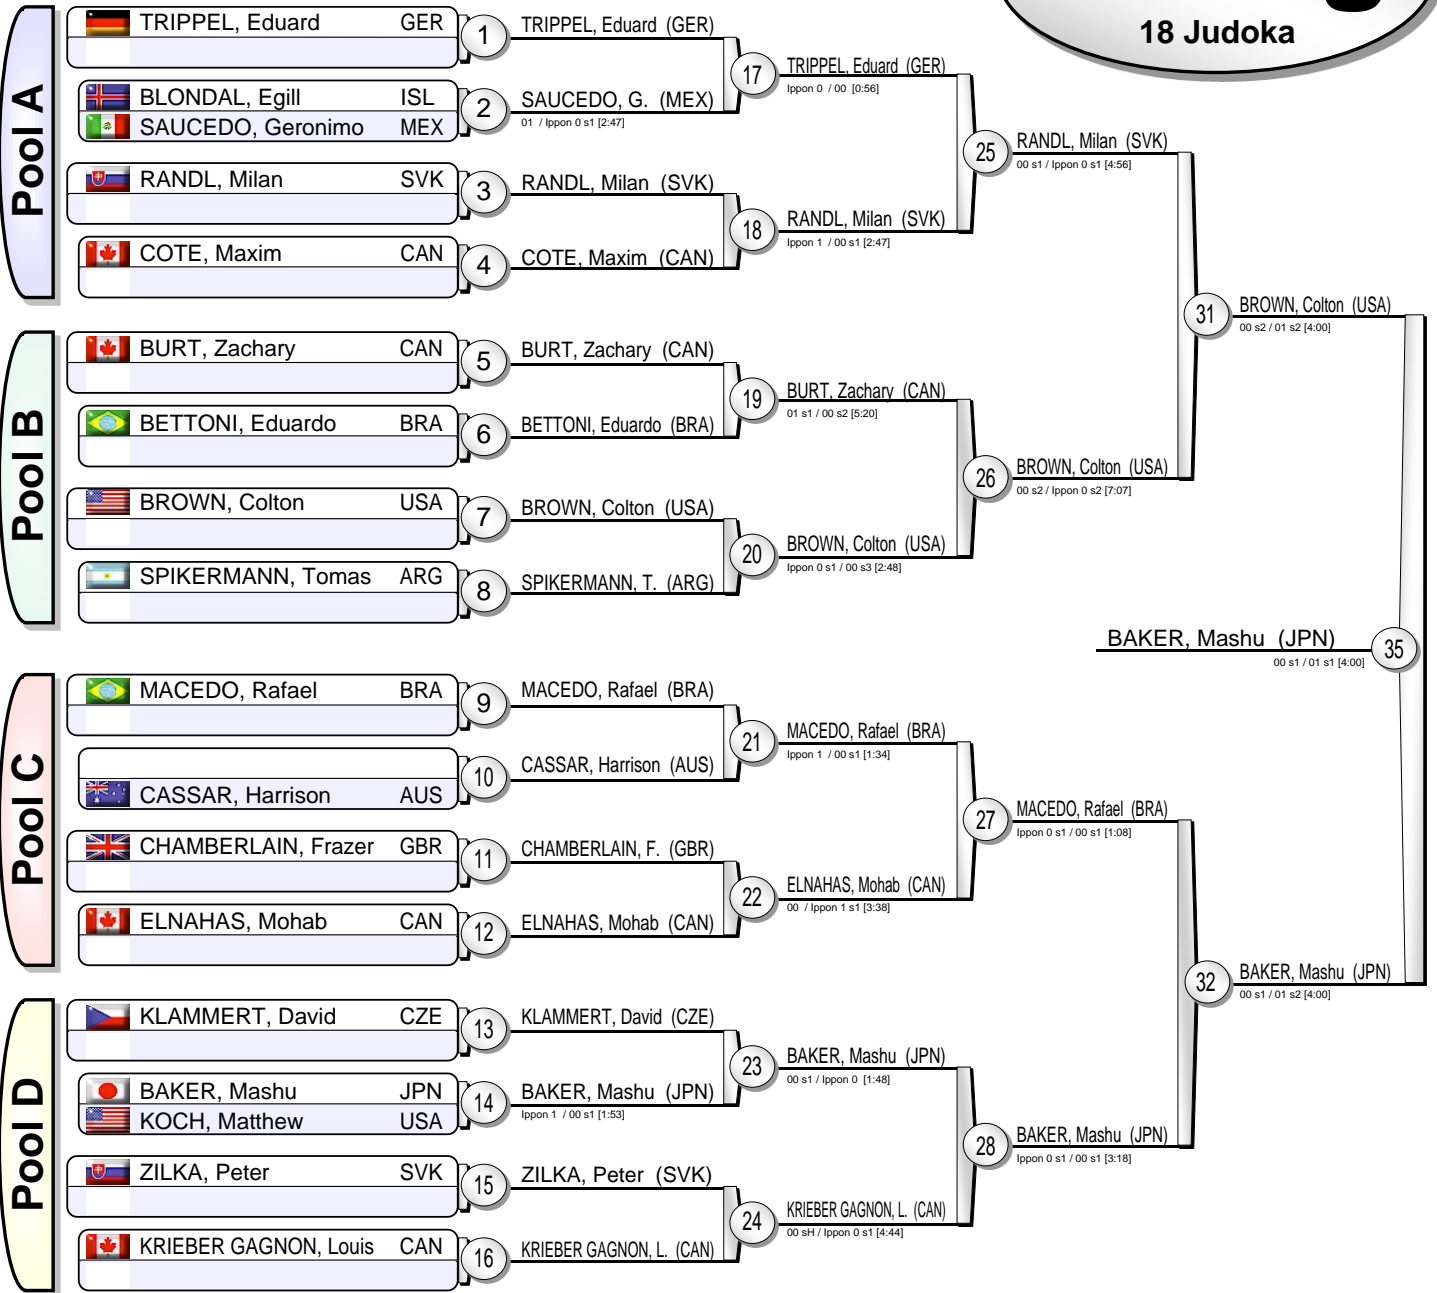 18 Judoka
Pool A
TRIPPEL, Eduard GER
BLONDAL, Egill ISL
SAUCEDO, Geronimo MEX
RANDL, Milan SVK
COTE, Maxim CAN
1
2
3
4
TRIPPEL, Eduard (GER)
SAUCEDO, G. (MEX)
01 / Ippon 0 s1 [2:47]
RANDL, Milan (SVK)
COTE, Maxim (CAN)
17
18
TRIPPEL, Eduard (GER)
Ippon 0 / 00 [0:56]
RANDL, Milan (SVK)
Ippon 1 / 00 s1 [2:47]
25
RANDL, Milan (SVK)
00 s1 / Ippon 0 s1 [4:56]
Pool B
BURT, Zachary CAN
BETTONI, Eduardo BRA
BROWN, Colton USA
SPIKERMANN, Tomas ARG
5
6
7
8
BURT, Zachary (CAN)
BETTONI, Eduardo (BRA)
BROWN, Colton (USA)
SPIKERMANN, T. (ARG)
19
20
BURT, Zachary (CAN)
01 s1 / 00 s2 [5:20]
BROWN, Colton (USA)
Ippon 0 s1 / 00 s3 [2:48]
26
BROWN, Colton (USA)
00 s2 / Ippon 0 s2 [7:07]
31
BROWN, Colton (USA)
00 s2 / 01 s2 [4:00]
BAKER, Mashu (JPN)
00 s1 / 01 s1 [4:00]
35
Pool C
MACEDO, Rafael BRA
CASSAR, Harrison AUS
CHAMBERLAIN, Frazer GBR
ELNAHAS, Mohab CAN
9
10
11
12
MACEDO, Rafael (BRA)
CASSAR, Harrison (AUS)
CHAMBERLAIN, F. (GBR)
ELNAHAS, Mohab (CAN)
21
22
MACEDO, Rafael (BRA)
Ippon 1 / 00 s1 [1:34]
ELNAHAS, Mohab (CAN)
00 / Ippon 1 s1 [3:38]
27
MACEDO, Rafael (BRA)
Ippon 0 s1 / 00 s1 [1:08]
Pool D
KLAMMERT, David CZE
BAKER, Mashu JPN
KOCH, Matthew USA
ZILKA, Peter SVK
KRIEBER GAGNON, Louis CAN
13
14
15
16
KLAMMERT, David (CZE)
BAKER, Mashu (JPN)
Ippon 1 / 00 s1 [1:53]
ZILKA, Peter (SVK)
KRIEBER GAGNON, L. (CAN)
23
24
BAKER, Mashu (JPN)
00 s1 / Ippon 0 [1:48]
KRIEBER GAGNON, L. (CAN)
00 sH / Ippon 0 s1 [4:44]
28
BAKER, Mashu (JPN)
Ippon 0 s1 / 00 s1 [3:18]
32
BAKER, Mashu (JPN)
00 s1 / 01 s2 [4:00]